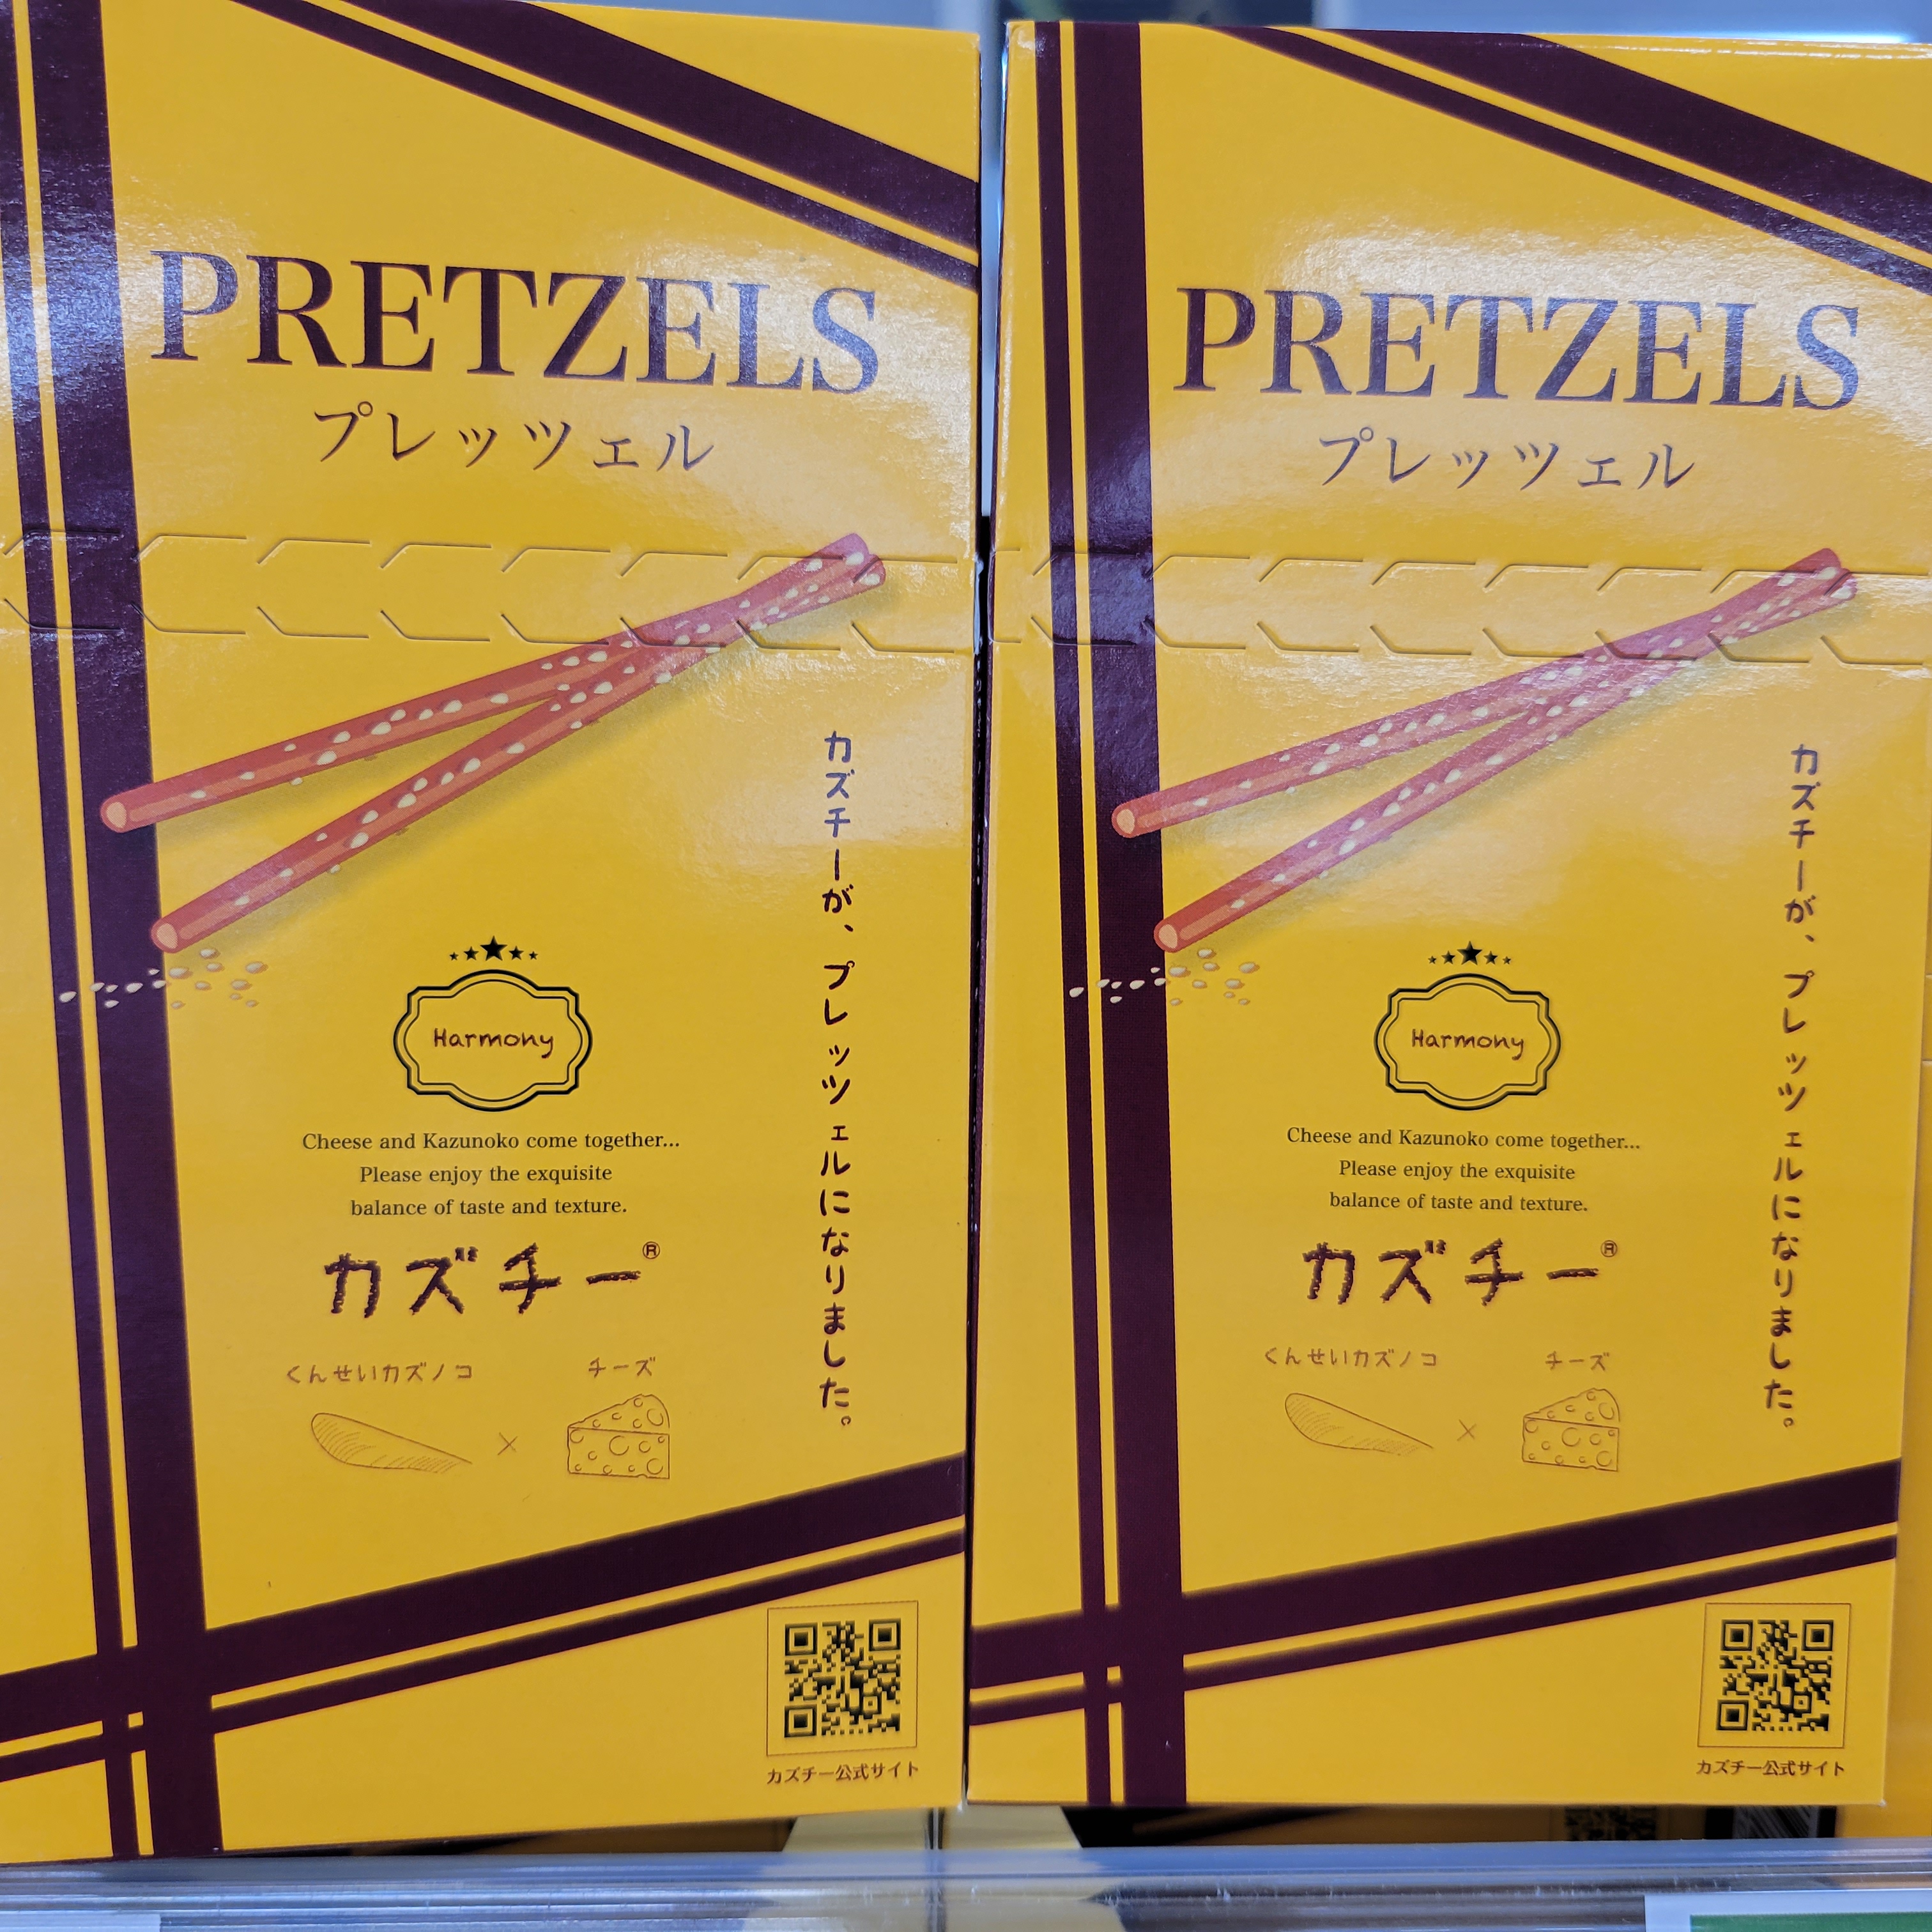 PRETZELS
プレッツェル
カズチーが、プレッツェルになりました。
Harmony
Cheese and Kazunoko come together...
Please enjoy the exquisite
balance of taste and texture.
カズチー®
くんせいカズノコ
チーズ
×
カズチー公式サイト
PRETZELS
プレッツェル
カズチーが、プレッツェルになりました。
Harmony
Cheese and Kazunoko come together...
Please enjoy the exquisite
balance of taste and texture.
カズチー®
くんせいカズノコ
チーズ
×
カズチー公式サイト